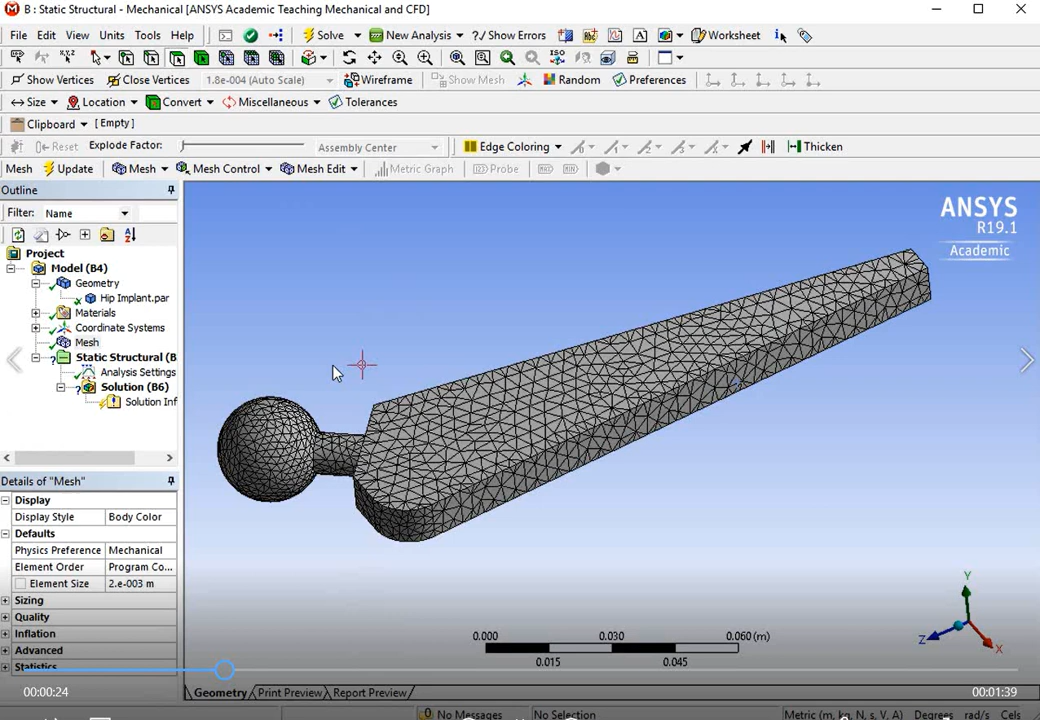 B : Static Structural - Mechanical [ANSYS Academic Teaching Mechanical and CFD]
File Edit View Units Tools Help Solve New Analysis ?/ Show Errors Worksheet
Show Vertices Close Vertices 1.8e-004 (Auto Scale) Wireframe Show Mesh Random Preferences
Size Location Convert Miscellaneous Tolerances
Clipboard [ Empty]
Reset Explode Factor: Assembly Center Edge Coloring Thicken
Mesh Update Mesh Mesh Control Mesh Edit Metric Graph Probe
Outline
Filter: Name
Project
Model (B4)
Geometry
Hip Implant.par
Materials
Coordinate Systems
Mesh
Static Structural (B
Analysis Settings
Solution (B6)
Solution Inf
Details of "Mesh"
Display
Display Style Body Color
Defaults
Physics Preference Mechanical
Element Order Program Co...
Element Size 2.e-003 m
Sizing
Quality
Inflation
Advanced
Statistics
ANSYS
R19.1
Academic
Y
Z
X
0.000 0.030 0.060 (m)
0.015 0.045
00:00:24
00:01:39
Geometry Print Preview Report Preview
No Messages No Selection Metric (m, kg, N, s, V, A) Degrees rad/s Cels